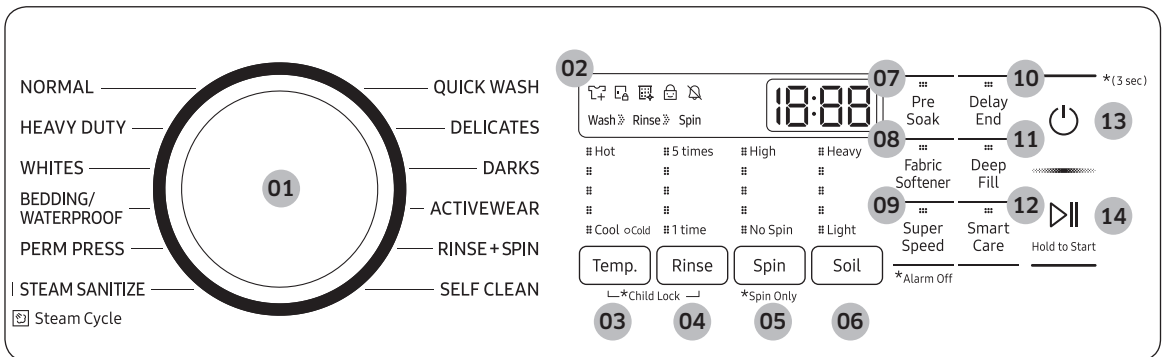 NORMAL
HEAVY DUTY
WHITES
BEDDING/
WATERPROOF
PERM PRESS
STEAM SANITIZE
Steam Cycle
01
QUICK WASH
DELICATES
DARKS
ACTIVEWEAR
RINSE+SPIN
SELF CLEAN
02
Wash Rinse Spin
18:88
Hot 5 times High Heavy
Cool Cold 1 time No Spin Light
Temp. Rinse Spin Soil
*Child Lock *Spin Only
03 04 05 06
07
Pre
Soak
10
Delay
End
08
Fabric
Softener
11
Deep
Fill
09
Super
Speed
12
Smart
Care
*Alarm Off
*(3 sec)
13
14
Hold to Start